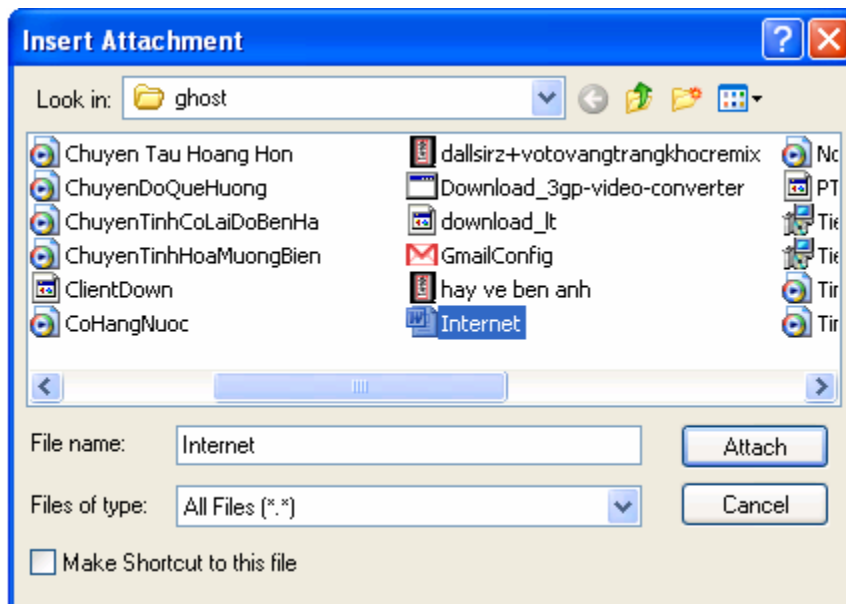 Insert Attachment
Look in: ghost
Chuyen Tau Hoang Hon
ChuyenDoQueHuong
ChuyenTinhCoLaiDoBenHa
ChuyenTinhHoaMuongBien
ClientDown
CoHangNuoc
dallsirz+votovangtrangkhocremix
Download_3gp-video-converter
download_lt
GmailConfig
hay ve ben anh
Internet
PT
File name: Internet Attach
Files of type: All Files (*.*) Cancel
Make Shortcut to this file